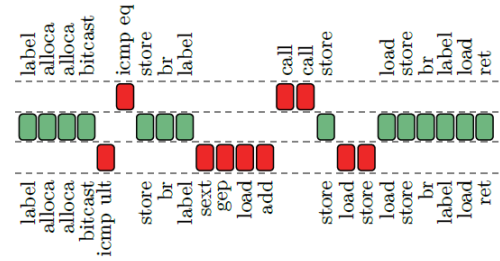 label
alloca
alloca
bitcast
icmp eq
store
br
label
call
call
store
load
store
br
label
load
ret
label
alloca
alloca
bitcast
icmp ult
store
br
label
sext
gep
load
add
store
load
store
load
store
br
label
load
ret